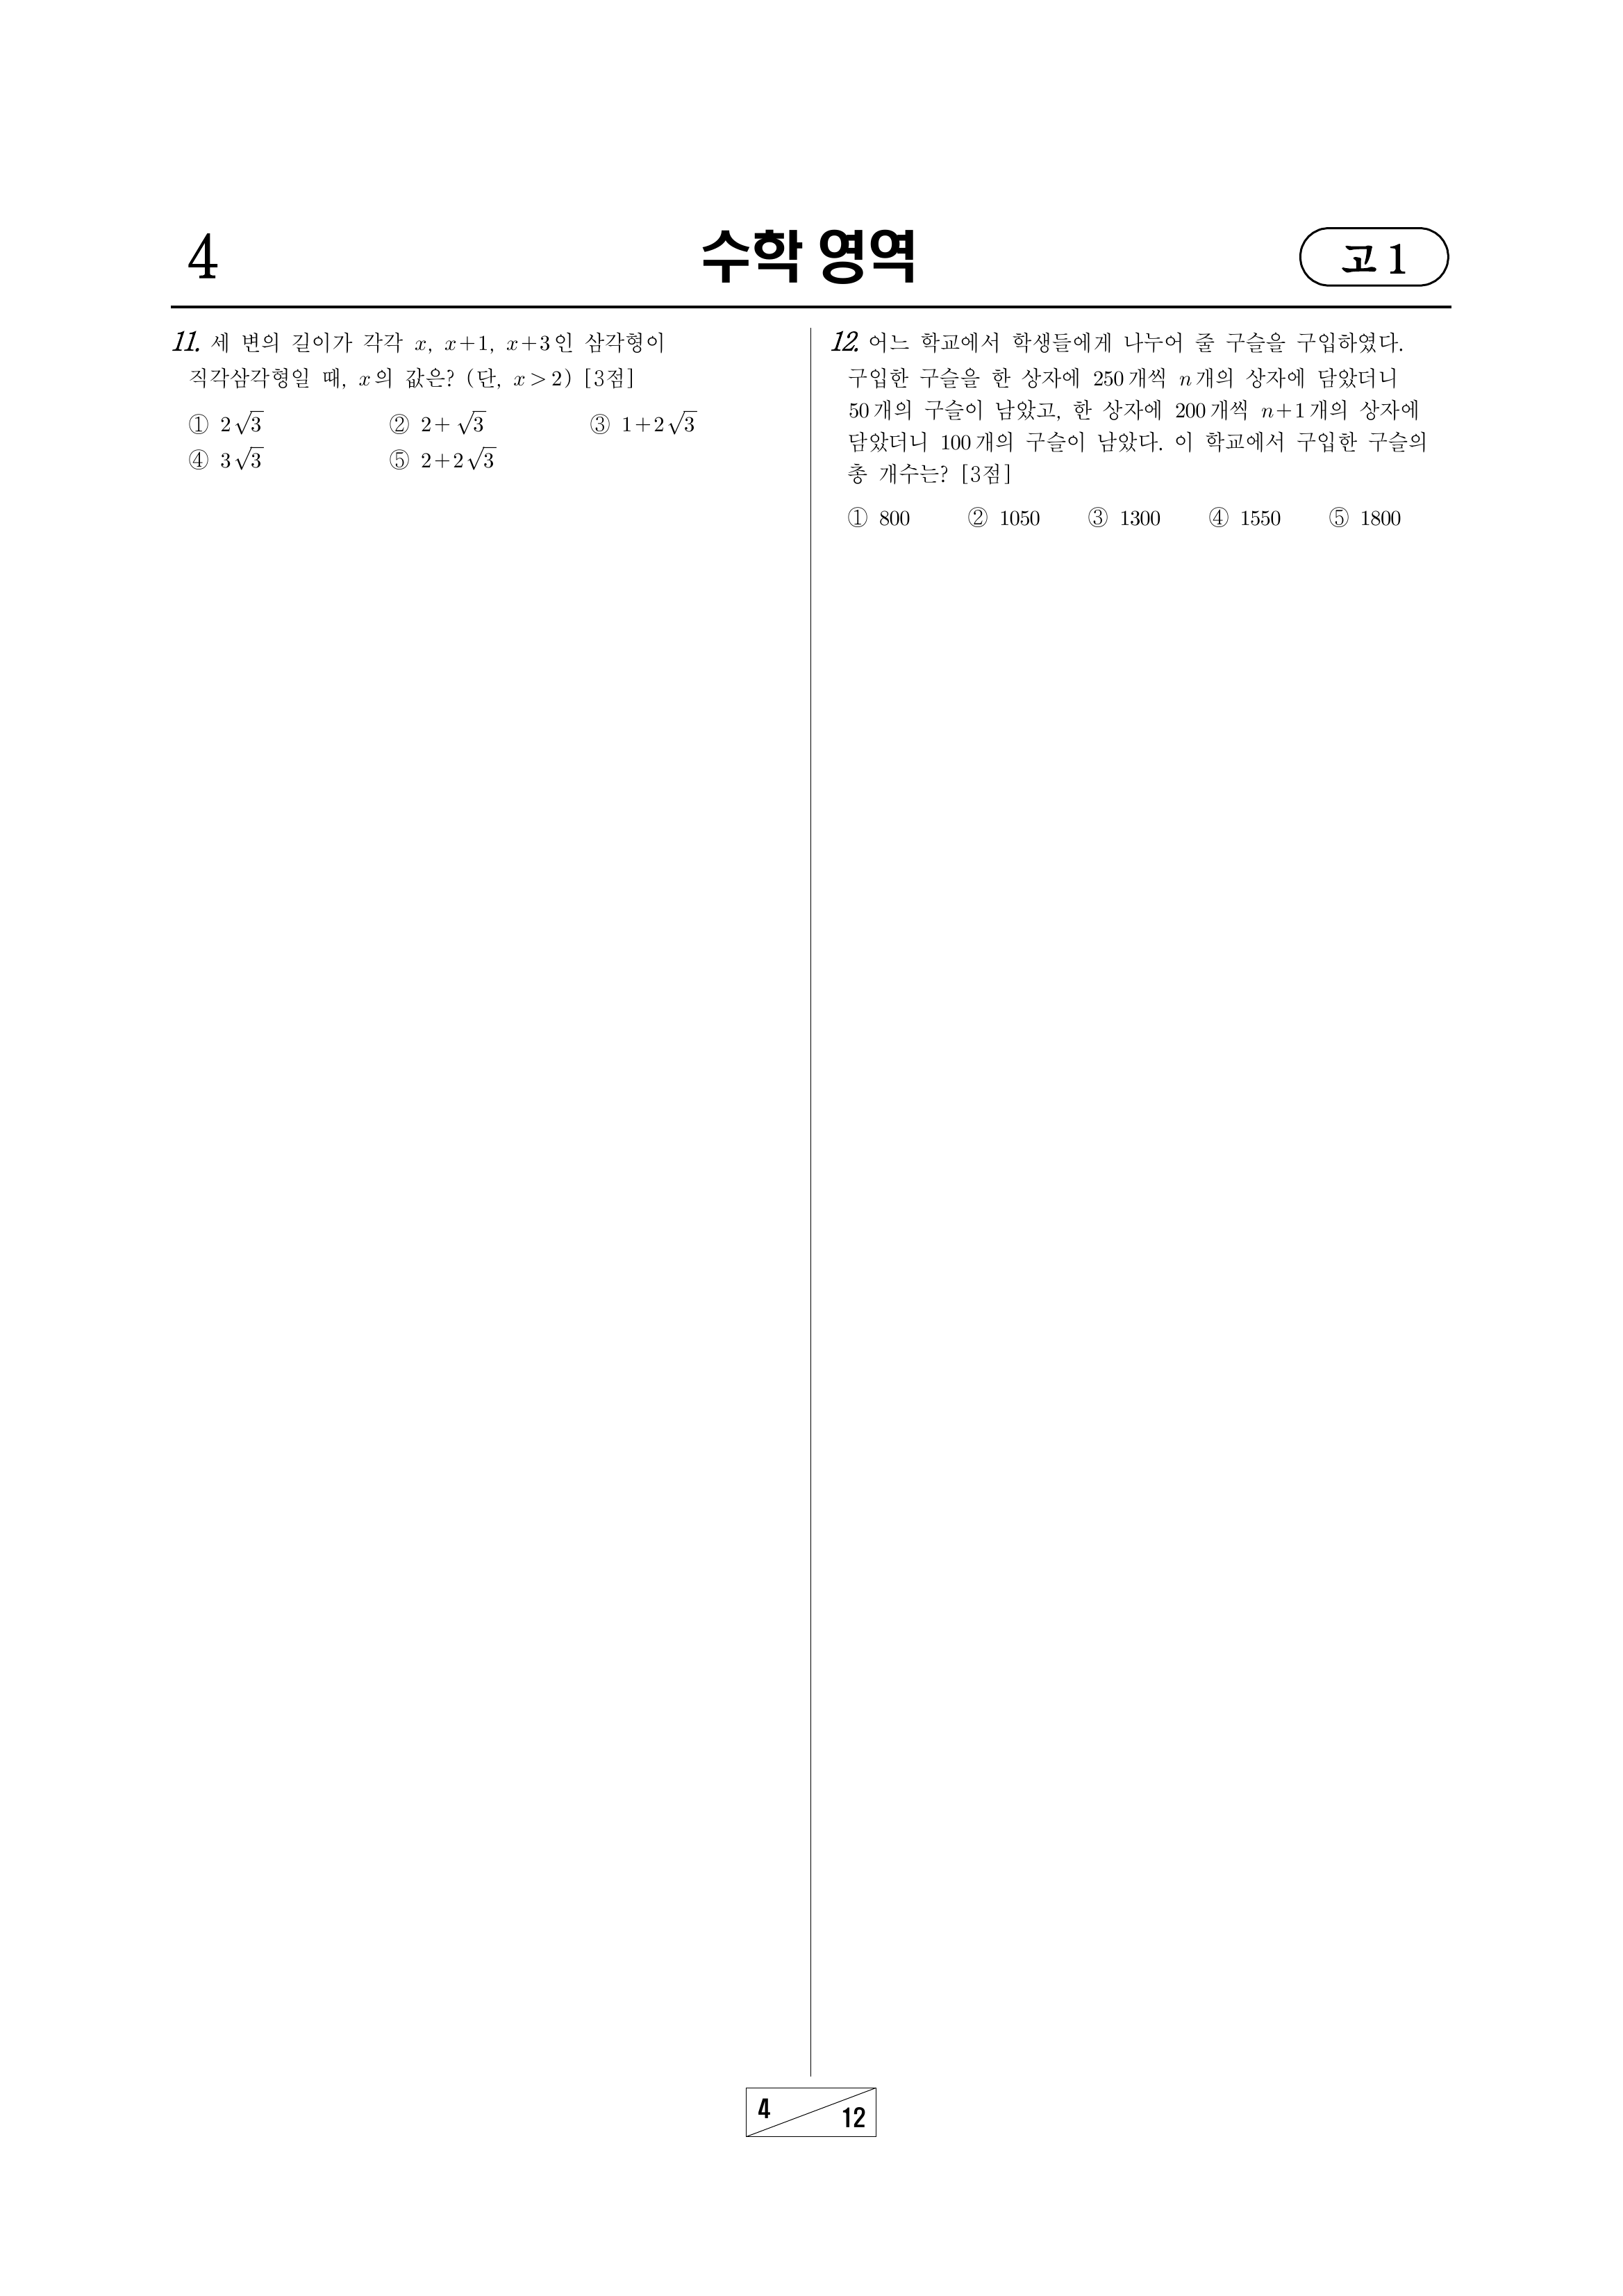 4
수학 영역
고 1
11. 세 변의 길이가 각각 x, x+1, x+3인 삼각형이
직각삼각형일 때, x의 값은? (단, x > 2) [3점]
① 2√3 ② 2+√3 ③ 1+2√3
④ 3√3 ⑤ 2+2√3
12. 어느 학교에서 학생들에게 나누어 줄 구슬을 구입하였다.
구입한 구슬을 한 상자에 250개씩 n개의 상자에 담았더니
50개의 구슬이 남았고, 한 상자에 200개씩 n+1개의 상자에
담았더니 100개의 구슬이 남았다. 이 학교에서 구입한 구슬의
총 개수는? [3점]
① 800 ② 1050 ③ 1300 ④ 1550 ⑤ 1800
4
12